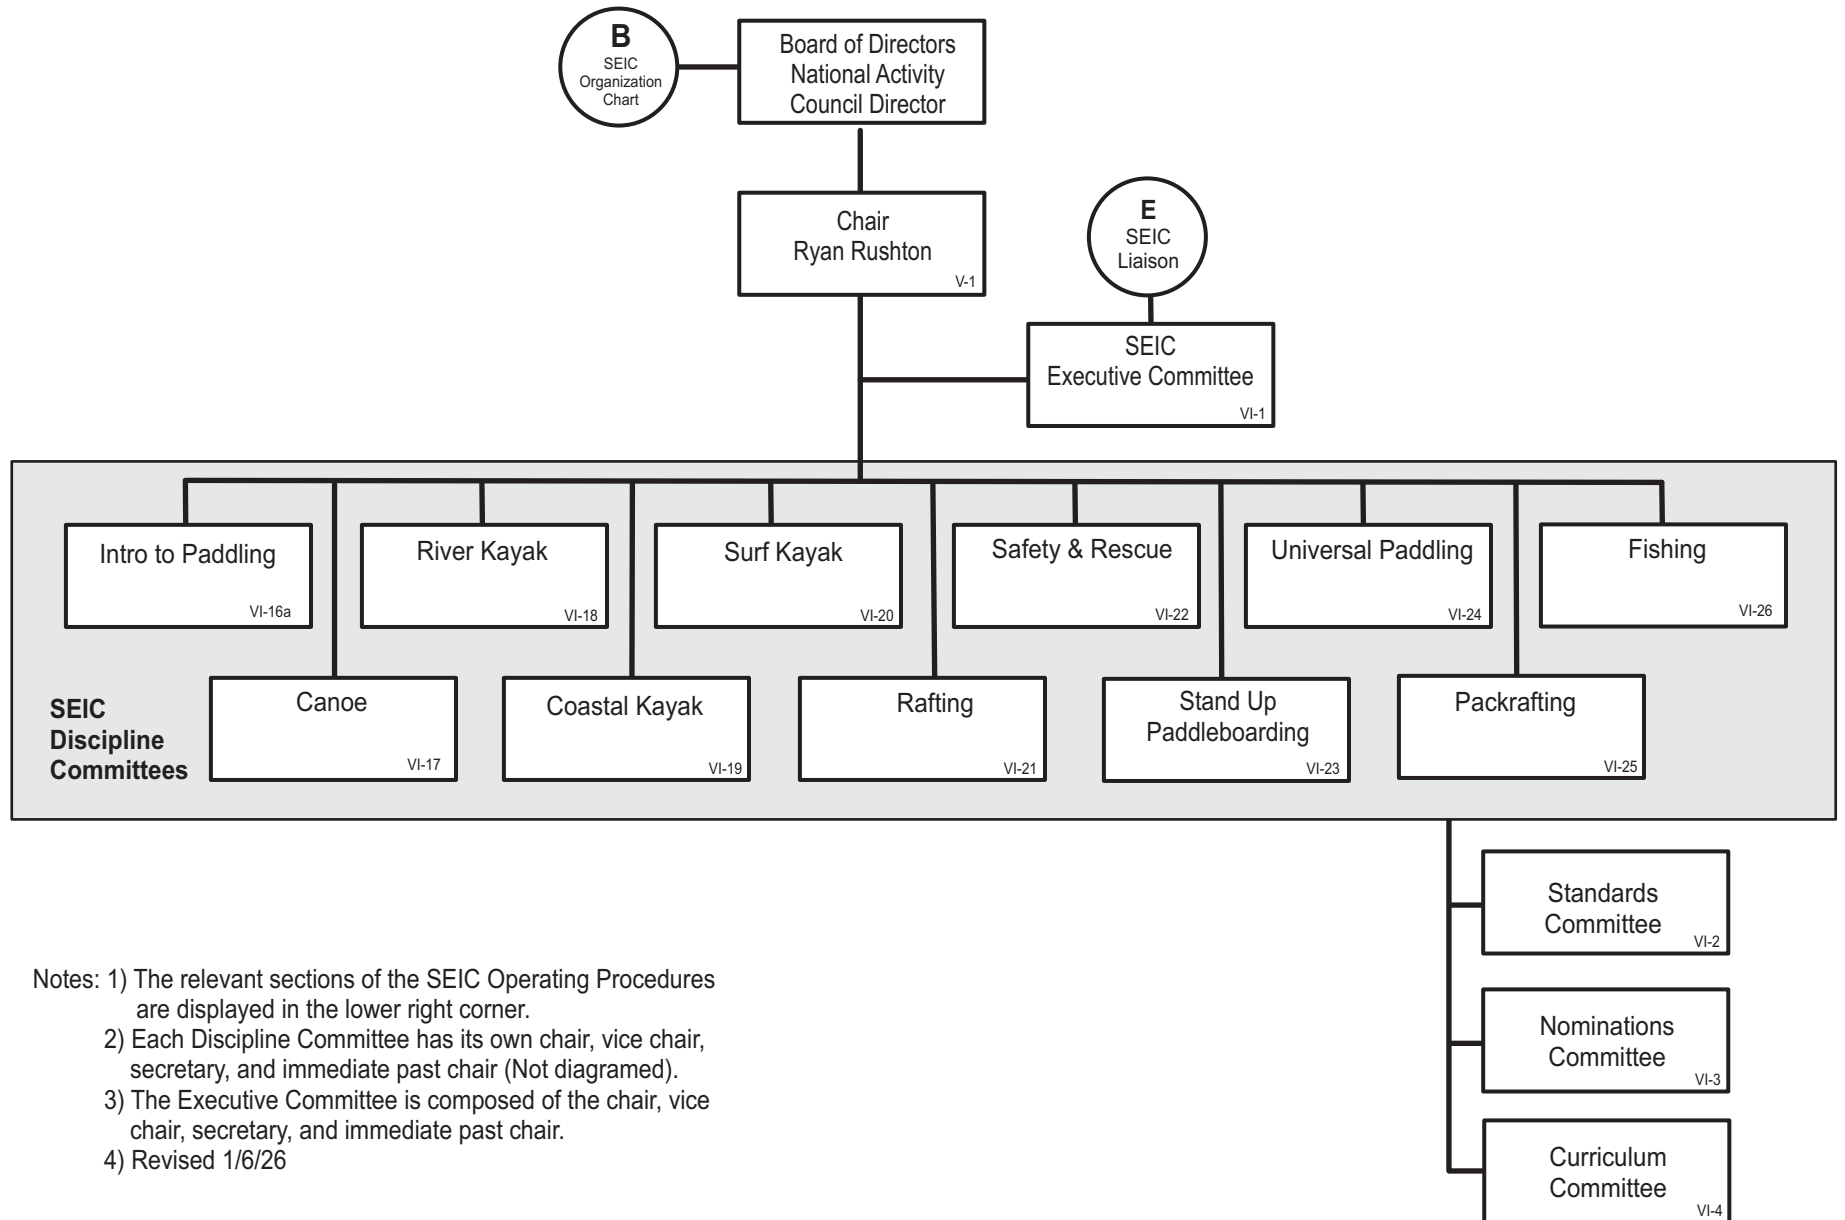 B
SEIC
Organization
Chart
Board of Directors
National Activity
Council Director
Chair
Ryan Rushton
V-1
E
SEIC
Liaison
SEIC
Executive Committee
VI-1
Intro to Paddling
VI-16a
River Kayak
VI-18
Surf Kayak
VI-20
Safety & Rescue
VI-22
Universal Paddling
VI-24
Fishing
VI-26
SEIC
Discipline
Committees
Canoe
VI-17
Coastal Kayak
VI-19
Rafting
VI-21
Stand Up
Paddleboarding
VI-23
Packrafting
VI-25
Standards
Committee
VI-2
Nominations
Committee
VI-3
Curriculum
Committee
VI-4
Notes: 1) The relevant sections of the SEIC Operating Procedures
are displayed in the lower right corner.
2) Each Discipline Committee has its own chair, vice chair,
secretary, and immediate past chair (Not diagramed).
3) The Executive Committee is composed of the chair, vice
chair, secretary, and immediate past chair.
4) Revised 1/6/26